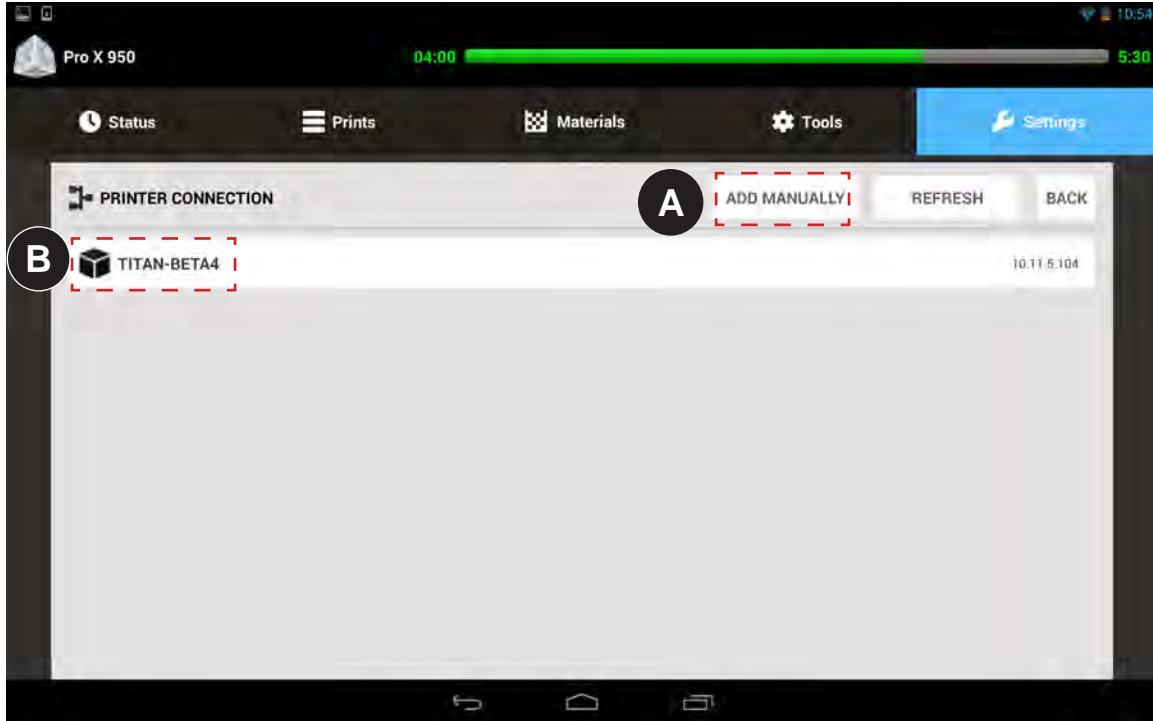 10:54
Pro X 950 04:00 5:30
Status Prints Materials Tools Settings
PRINTER CONNECTION A ADD MANUALLY REFRESH BACK
B TITAN-BETA4 10.11.5.104